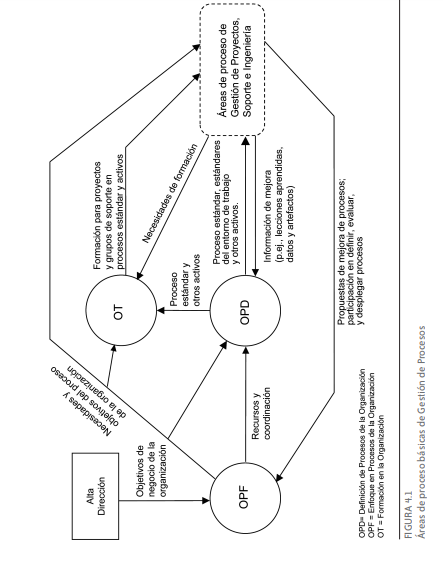 Alta
Dirección
Objetivos de
negocio de la
organización
OPF
Necesidades y
objetivos del proceso
de la organización
Recursos y
coordinación
OT
Proceso
estándar y
otros activos
OPD
Formación para proyectos
y grupos de soporte en
procesos estándar y activos
Necesidades de formación
Proceso estándar, estándares
del entorno de trabajo
y otros activos
Información de mejora
(p.ej., lecciones aprendidas,
datos y artefactos)
Áreas de proceso de
Gestión de Proyectos,
Soporte e Ingeniería
Propuestas de mejora de procesos;
participación en definir, evaluar,
y desplegar procesos
OPD= Definición de Procesos de la Organización
OPF = Enfoque en Procesos de la Organización
OT = Formación en la Organización
FIGURA 4.1
Áreas de proceso básicas de Gestión de Procesos